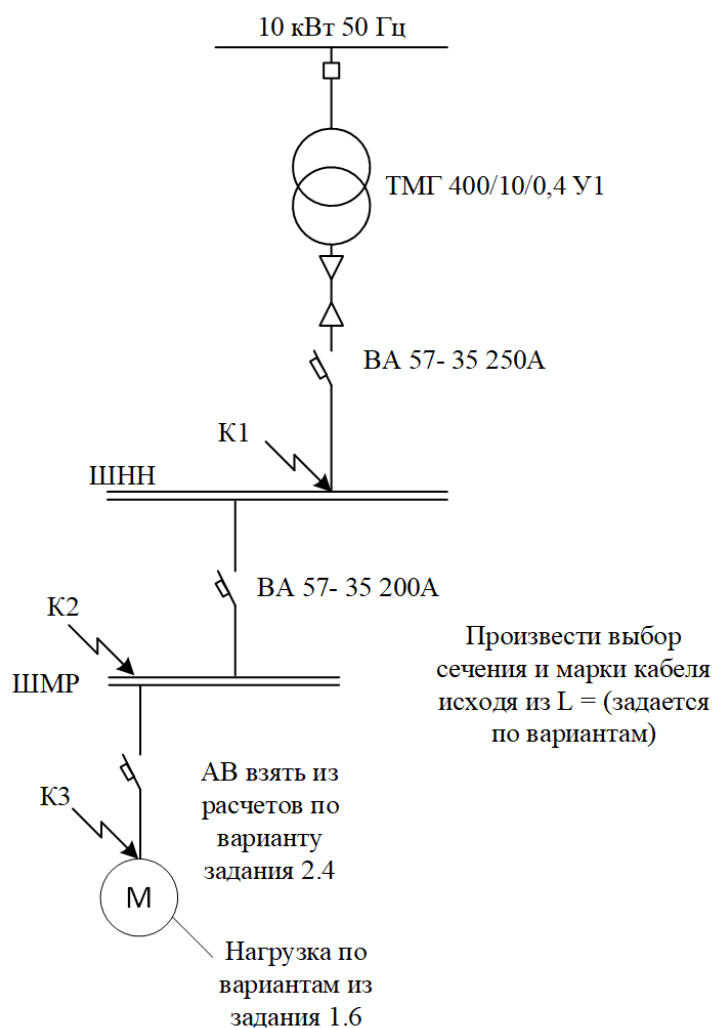 10 кВт 50 Гц
ТМГ 400/10/0,4 У1
ВА 57- 35 250А
К1
ШНН
ВА 57- 35 200А
К2
ШМР
Произвести выбор
сечения и марки кабеля
исходя из L = (задается
по вариантам)
АВ взять из
расчетов по
варианту
задания 2.4
К3
М
Нагрузка по
вариантам из
задания 1.6